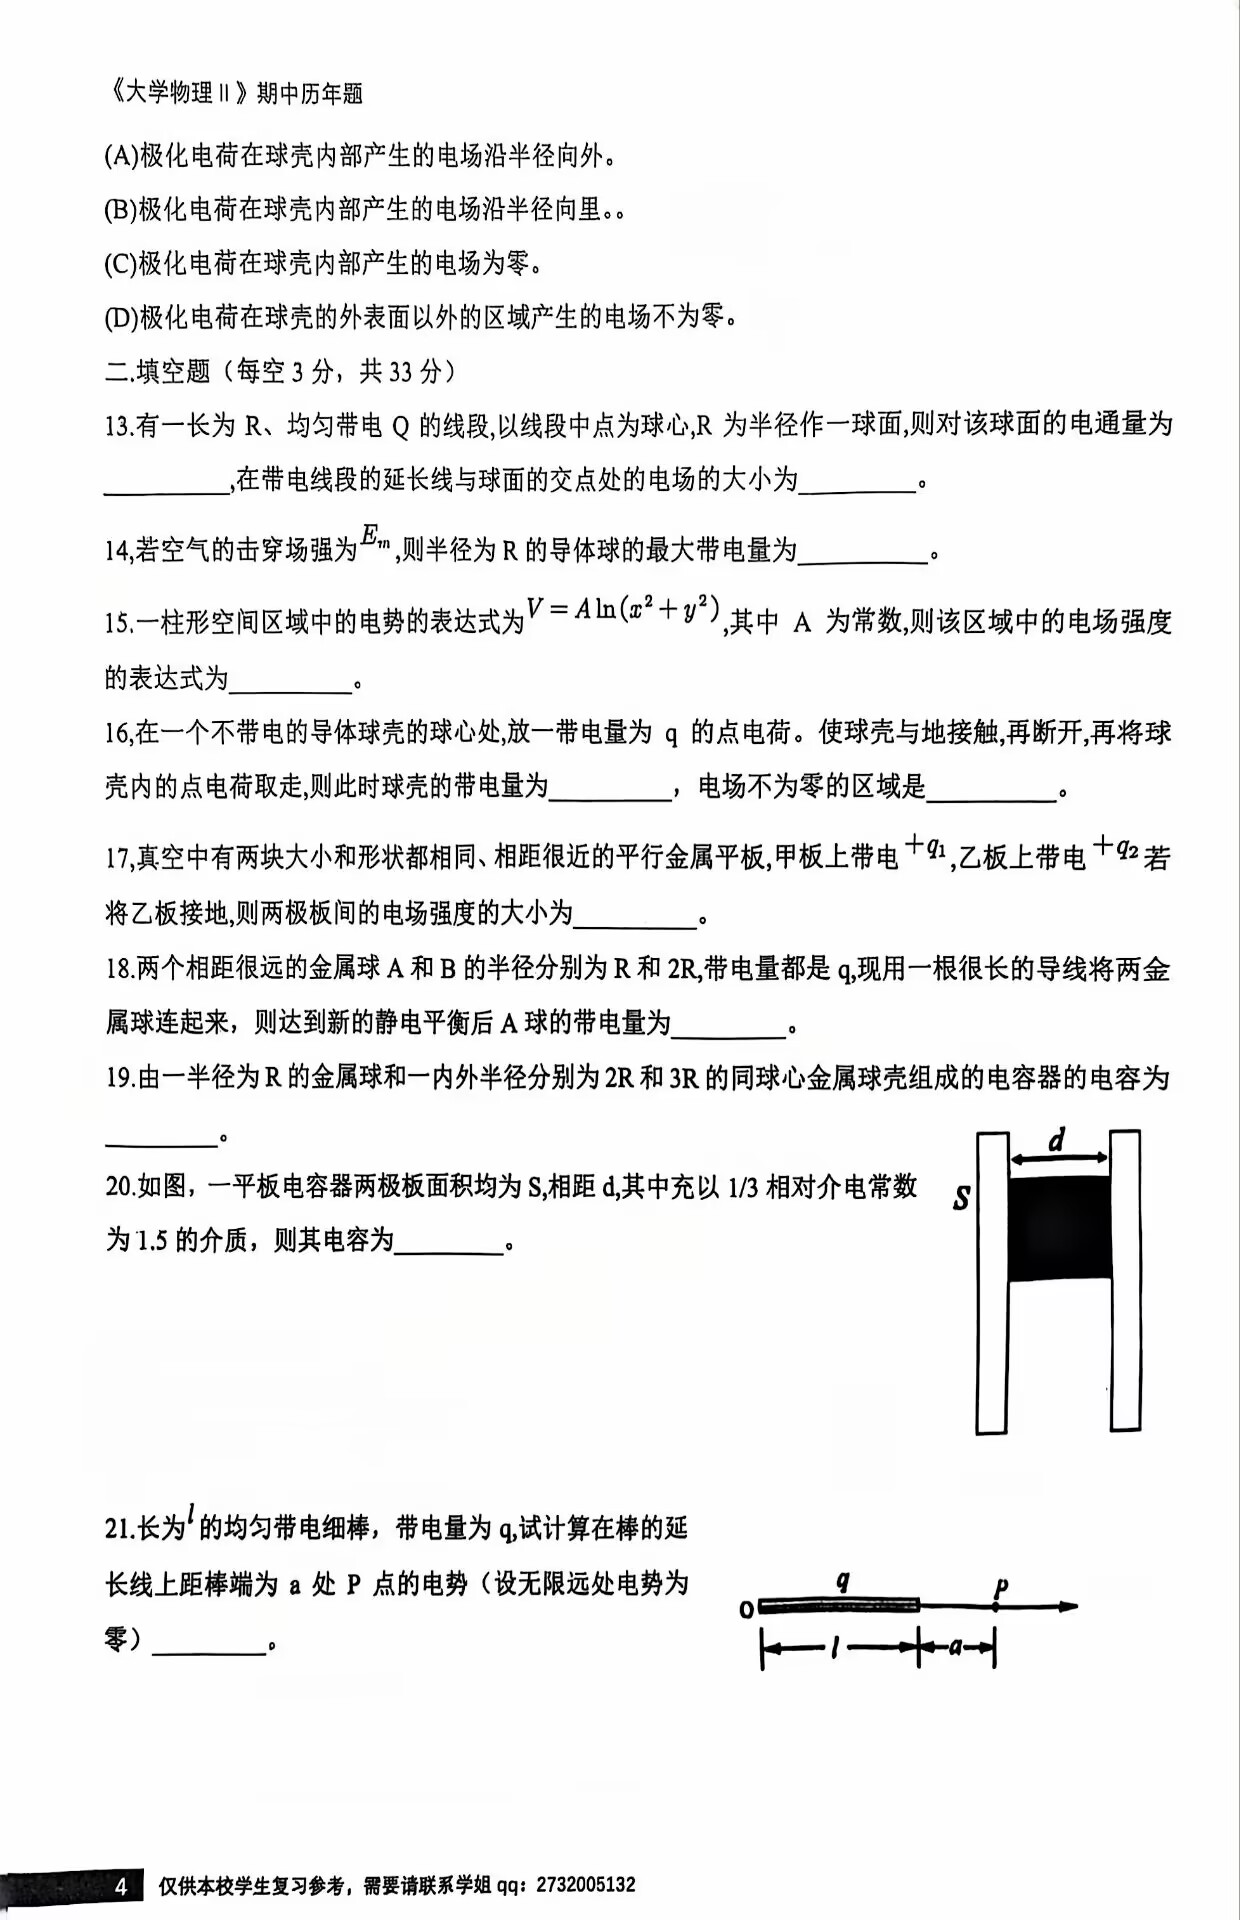 《大学物理Ⅱ》期中历年题
(A)极化电荷在球壳内部产生的电场沿半径向外。
(B)极化电荷在球壳内部产生的电场沿半径向里。。
(C)极化电荷在球壳内部产生的电场为零。
(D)极化电荷在球壳的外表面以外的区域产生的电场不为零。
二.填空题（每空3分，共33分）
13.有一长为 R、均匀带电 Q 的线段,以线段中点为球心,R 为半径作一球面,则对该球面的电通量为
__________,在带电线段的延长线与球面的交点处的电场的大小为__________。
14,若空气的击穿场强为E_m,则半径为 R 的导体球的最大带电量为__________。
15.一柱形空间区域中的电势的表达式为V=A ln(x²+y²),其中 A 为常数,则该区域中的电场强度
的表达式为__________。
16,在一个不带电的导体球壳的球心处,放一带电量为 q 的点电荷。使球壳与地接触,再断开,再将球
壳内的点电荷取走,则此时球壳的带电量为__________，电场不为零的区域是__________。
17,真空中有两块大小和形状都相同、相距很近的平行金属平板,甲板上带电+q₁,乙板上带电+q₂若
将乙板接地,则两极板间的电场强度的大小为__________。
18.两个相距很远的金属球 A 和 B 的半径分别为 R 和 2R,带电量都是 q,现用一根很长的导线将两金
属球连起来，则达到新的静电平衡后 A 球的带电量为__________。
19.由一半径为 R 的金属球和一内外半径分别为 2R 和 3R 的同球心金属球壳组成的电容器的电容为
__________。
20.如图，一平板电容器两极板面积均为 S,相距 d,其中充以 1/3 相对介电常数
为 1.5 的介质，则其电容为__________。
d
S
21.长为l的均匀带电细棒，带电量为 q,试计算在棒的延
长线上距棒端为 a 处 P 点的电势（设无限远处电势为
零）__________。
q
P
O
l
a
4 仅供本校学生复习参考，需要请联系学姐 qq：2732005132